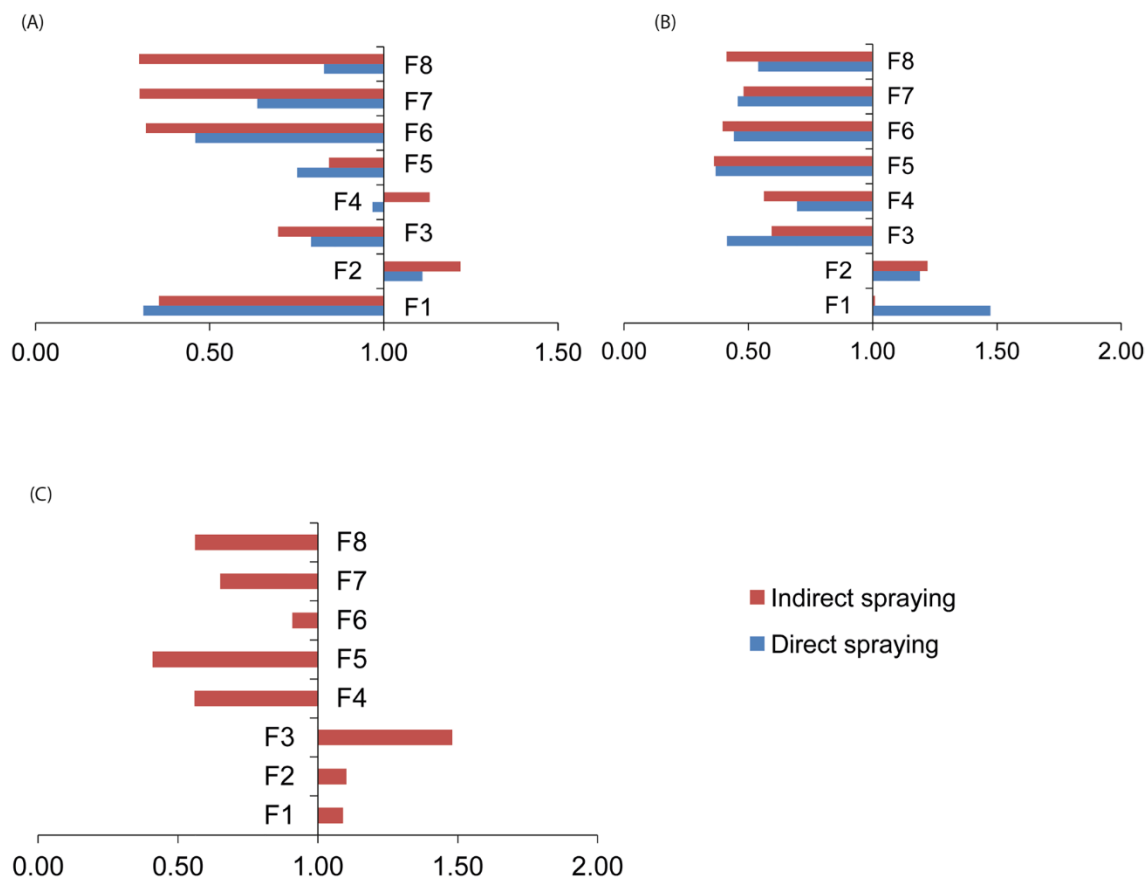 (A)
F8
F7
F6
F5
F4
F3
F2
F1
0.00 0.50 1.00 1.50
(B)
F8
F7
F6
F5
F4
F3
F2
F1
0.00 0.50 1.00 1.50 2.00
(C)
F8
F7
F6
F5
F4
F3
F2
F1
0.00 0.50 1.00 1.50 2.00
Indirect spraying
Direct spraying